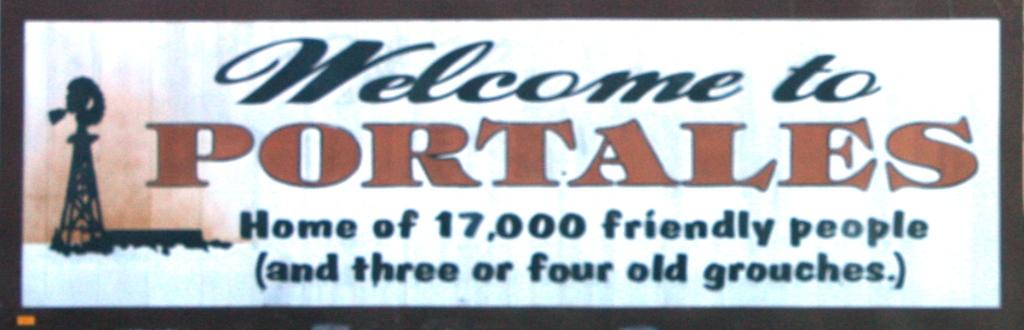 Welcome to
PORTALES
Home of 17,000 friendly people
(and three or four old grouches.)